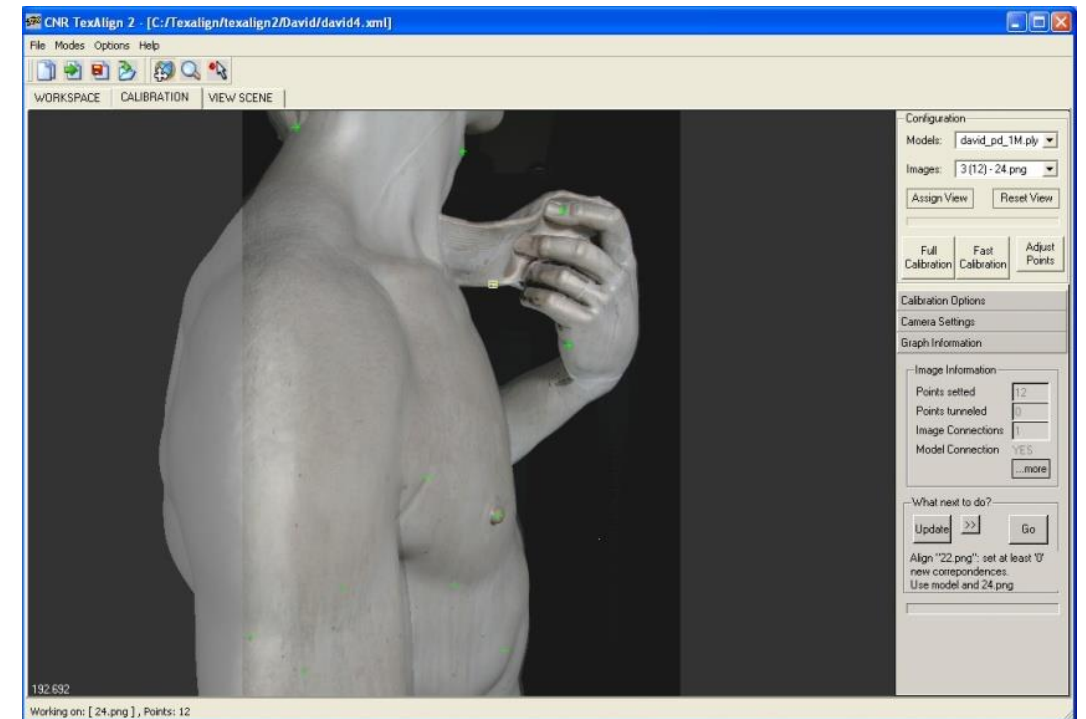 CNR TexAlign 2 - [C:/Texalign/texalign2/David/david4.xml]
File Modes Options Help
WORKSPACE CALIBRATION VIEW SCENE
Configuration
Models: david_pd_1M.ply
Images: 3 (12) - 24.png
Assign View Reset View
Full Calibration Fast Calibration Adjust Points
Calibration Options
Camera Settings
Graph Information
Image Information
Points setted 12
Points tunneled 0
Image Connections 1
Model Connection YES
...more
What next to do?
Update >> Go
Align "22.png": set at least '0'
new correpondences.
Use model and 24.png
192.692
Working on: [ 24.png ] , Points: 12